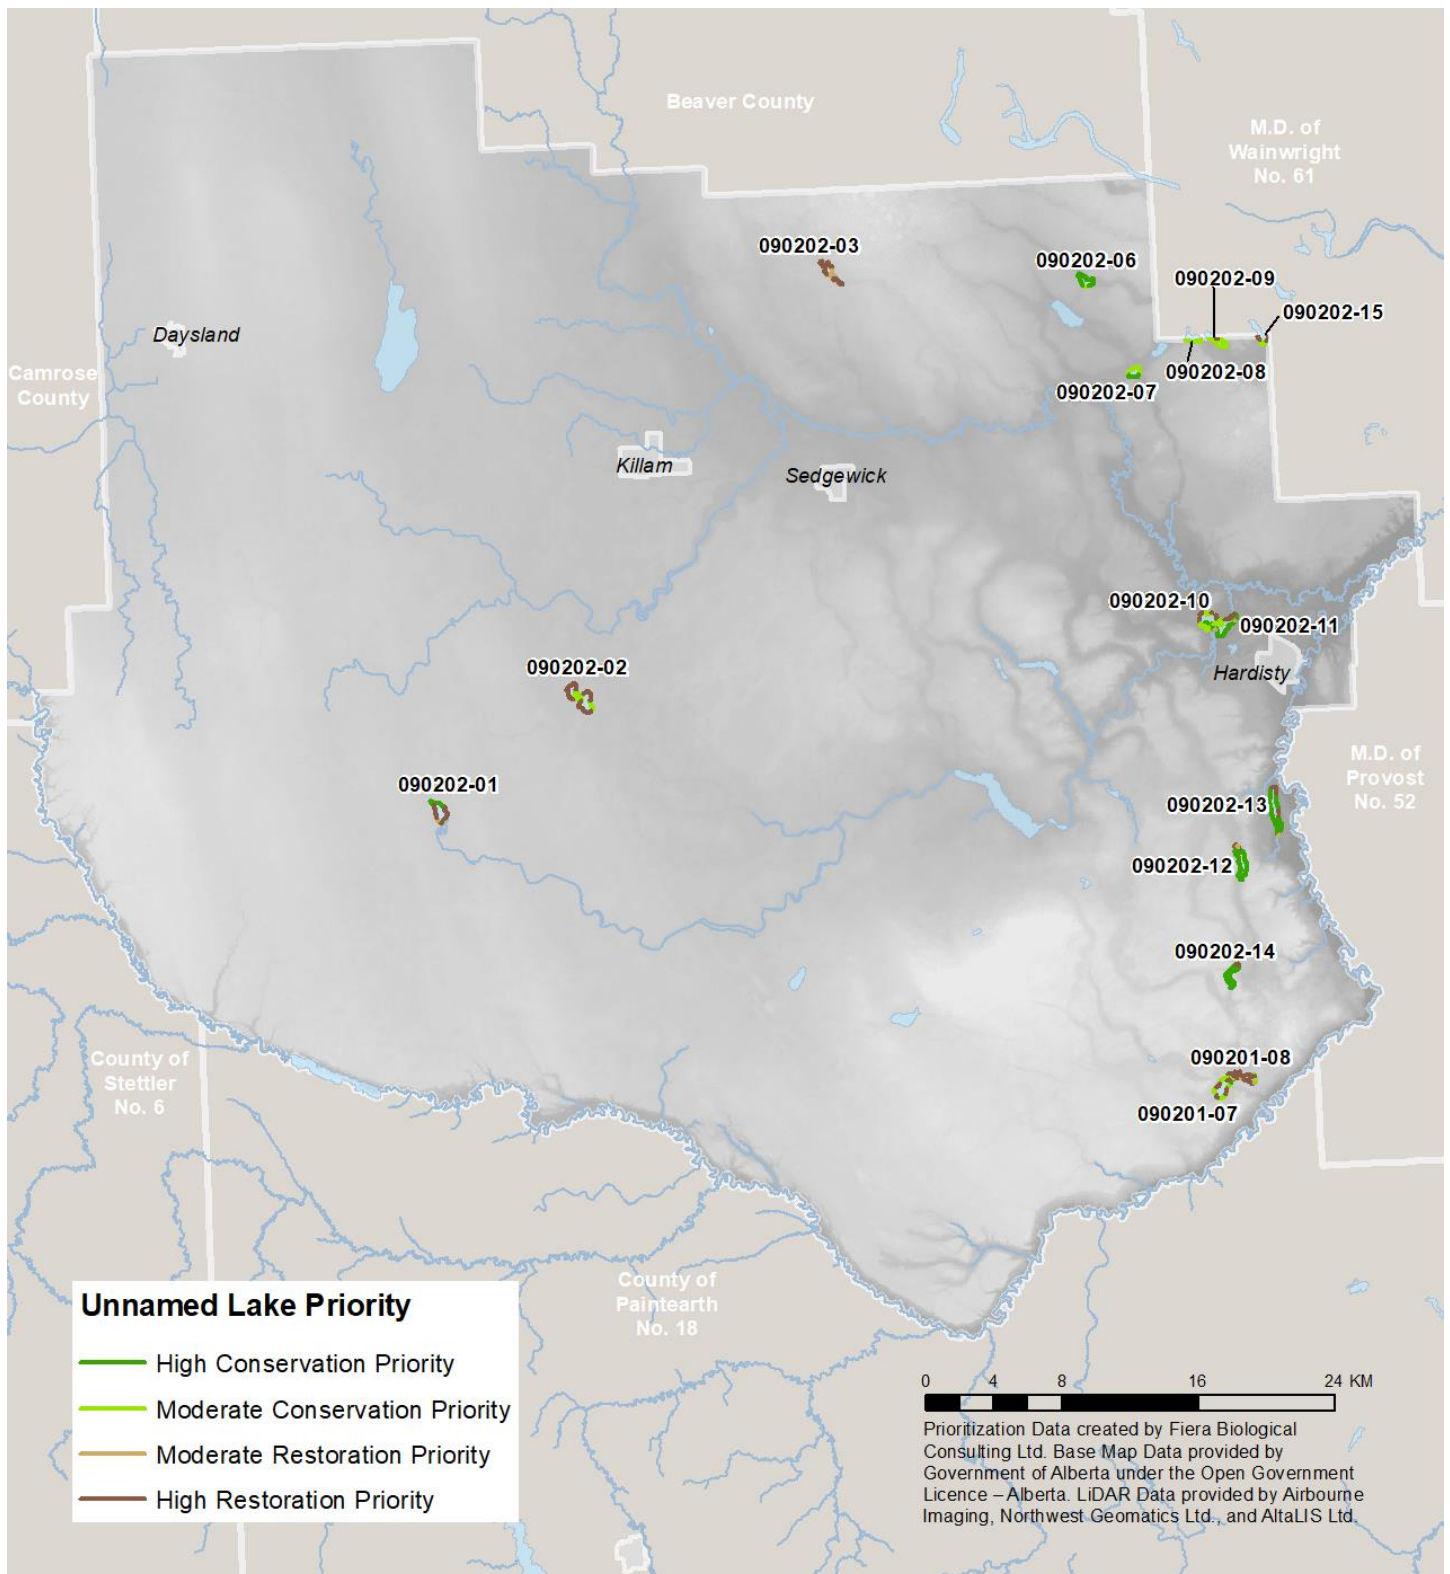 Beaver County
M.D. of
Wainwright
No. 61
090202-03
090202-06
090202-09
090202-15
Daysland
Camrose
County
090202-08
090202-07
Killam
Sedgewick
090202-10
090202-11
Hardisty
090202-02
M.D. of
Provost
No. 52
090202-01
090202-13
090202-12
090202-14
County of
Stettler
No. 6
090201-08
090201-07
County of
Paintearth
No. 18
Unnamed Lake Priority
High Conservation Priority
Moderate Conservation Priority
Moderate Restoration Priority
High Restoration Priority
0 4 8 16 24 KM
Prioritization Data created by Fiera Biological
Consulting Ltd. Base Map Data provided by
Government of Alberta under the Open Government
Licence – Alberta. LiDAR Data provided by Airbourne
Imaging, Northwest Geomatics Ltd., and AltaLIS Ltd.